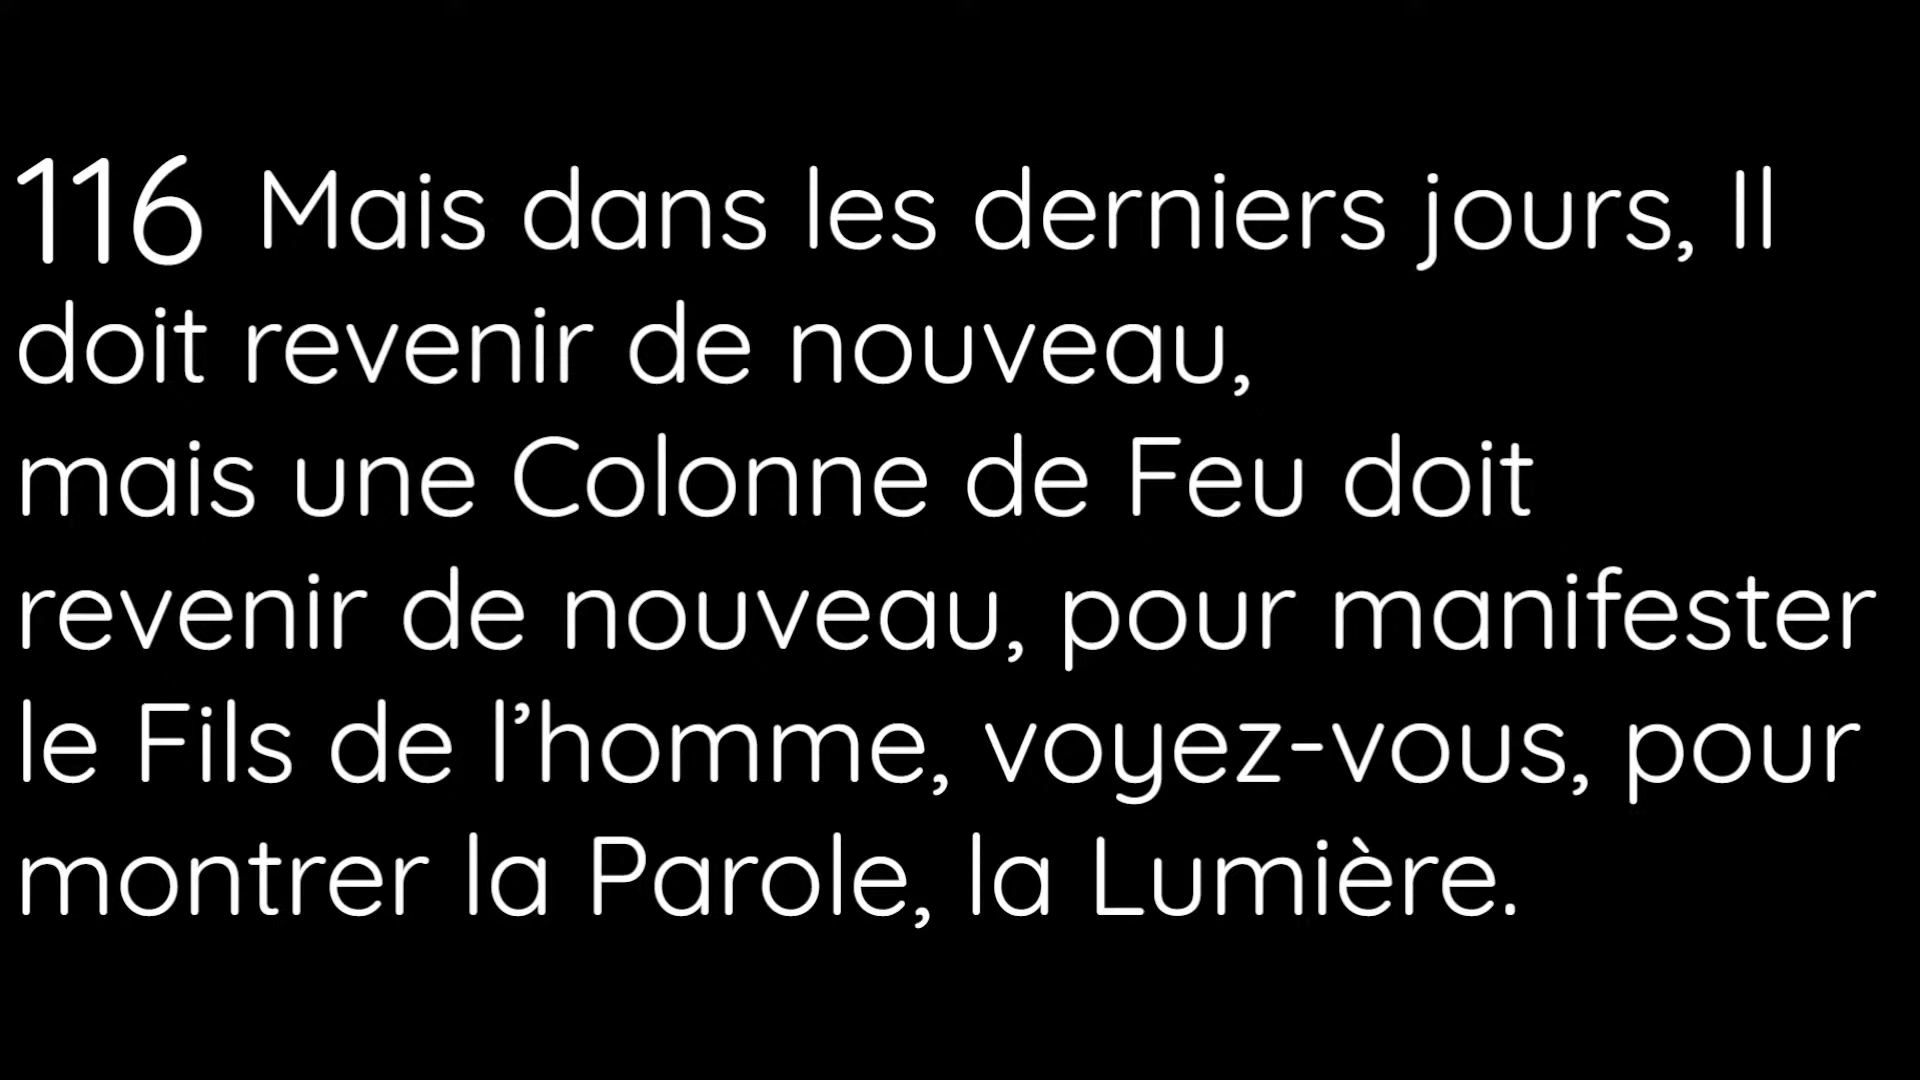 116 Mais dans les derniers jours, Il
doit revenir de nouveau,
mais une Colonne de Feu doit
revenir de nouveau, pour manifester
le Fils de l’homme, voyez-vous, pour
montrer la Parole, la Lumière.